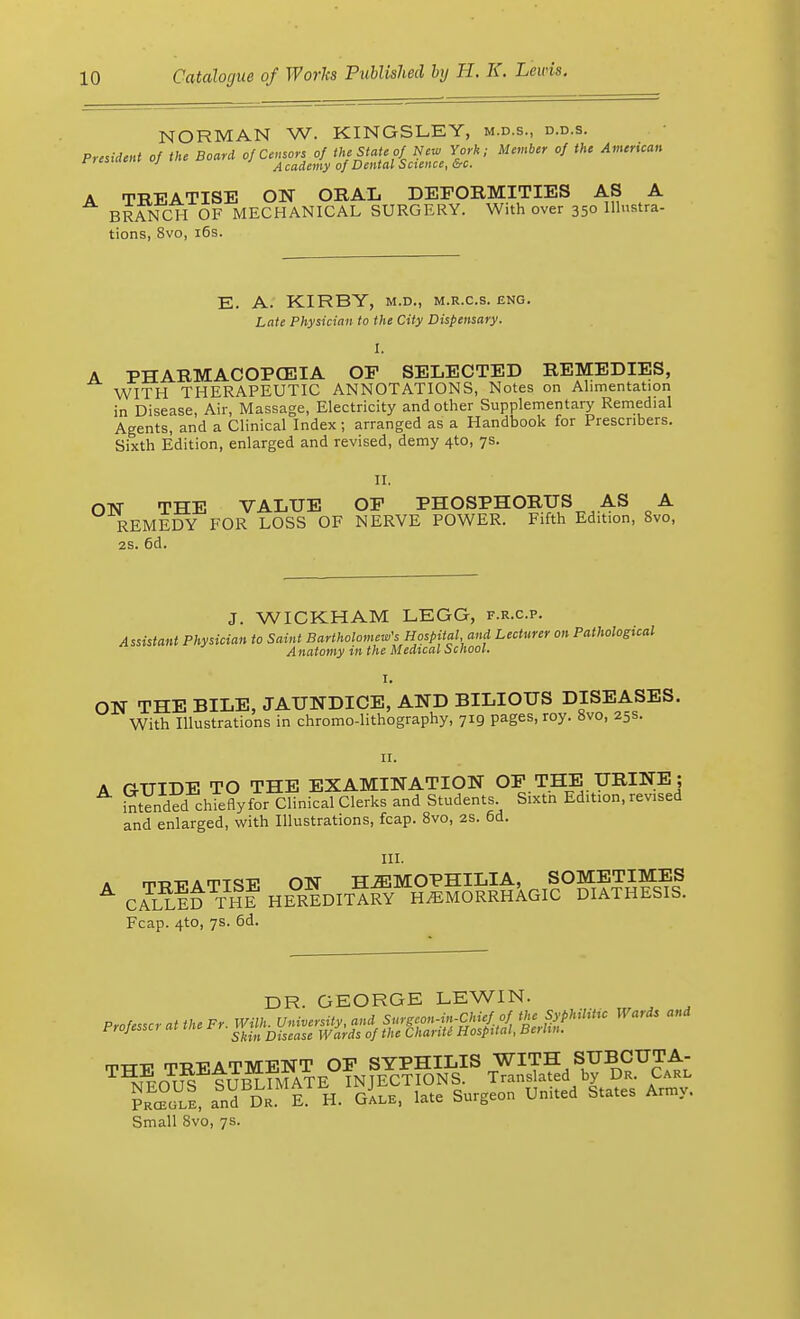 10 Catalogue of Works Published by H. K. Lewis.
NORMAN W. KINGSLEY, M.D.S., D.D.S.
President of the Board of Censors of the State of New York; Member of the American
Academy of Dental Science, &c.
A TREATISE ON ORAL DEFORMITIES AS A
BRANCH OF MECHANICAL SURGERY. With over 350 Illustra-
tions, 8vo, 16s.
E. A. KIRBY, M.D., M.R.C.S. ENG.
Late Physician to the City Dispensary.
I.
A PHARMACOPŒIA OF SELECTED REMEDIES,
WITH THERAPEUTIC ANNOTATIONS, Notes on Alimentation
in Disease, Air, Massage, Electricity and other Supplementary Remedial
Agents, and a Clinical Index; arranged as a Handbook for Prescribers.
Sixth Edition, enlarged and revised, demy 4to, 7s.
II.
ON THE VALUE OF PHOSPHORUS AS A
REMEDY FOR LOSS OF NERVE POWER. Fifth Edition, 8vo,
2s. 6d.
J. WICKHAM LEGG, F.R.C.P.
Assistant Physician to Saint Bartholomew's Hospital, and Lecturer on Pathological
Anatomy in the Medical School.
I.
ON THE BILE, JAUNDICE, AND BILIOUS DISEASES.
With Illustrations in chromo-lithography, 719 pages, roy. 8vo, 25s.
II.
A GUIDE TO THE EXAMINATION OF THE URINE;
intended chiefly for Clinical Clerks and Students. Sixth Edition, revised
and enlarged, with Illustrations, fcap. 8vo, 2s. 6d.
III.
A TREATISE ON HÆMOPHILIA, SOMETIMES
CALLED THE HEREDITARY HÆMORRHAGIC DIATHESIS.
Fcap. 4to, 7s. 6d.
DR. GEORGE LEWIN.
Professor at the Fr. Wilh. University, and Surgeon-in-Chief of the Syphilitic Wards and
Skin Disease Wards of the Charité Hospital, Berlin.
THE TREATMENT OF SYPHILIS WITH SUBCUTA-
NEOUS SUBLIMATE INJECTIONS. Translated by DR. CARL
PRŒGLE, and DR. E. H. GALE, late Surgeon United States Army.
Small 8vo, 7s.